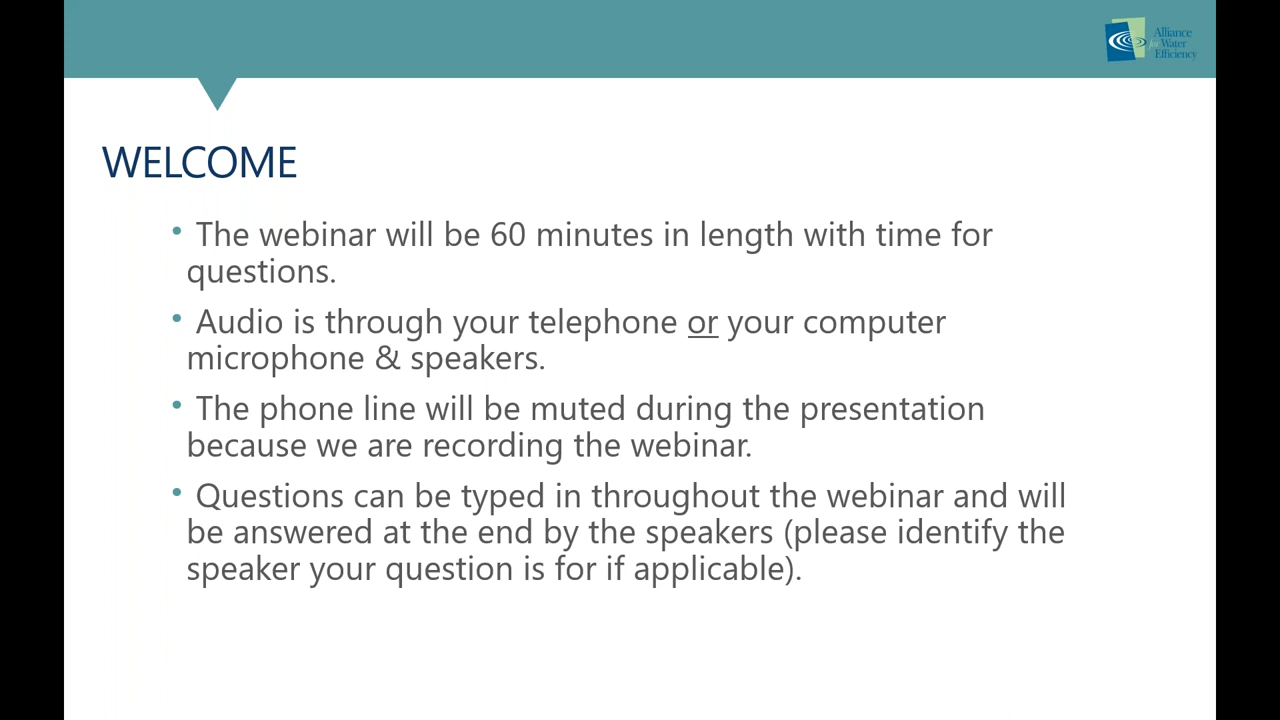 Alliance
for Water
Efficiency
WELCOME
• The webinar will be 60 minutes in length with time for
questions.
• Audio is through your telephone or your computer
microphone & speakers.
• The phone line will be muted during the presentation
because we are recording the webinar.
• Questions can be typed in throughout the webinar and will
be answered at the end by the speakers (please identify the
speaker your question is for if applicable).